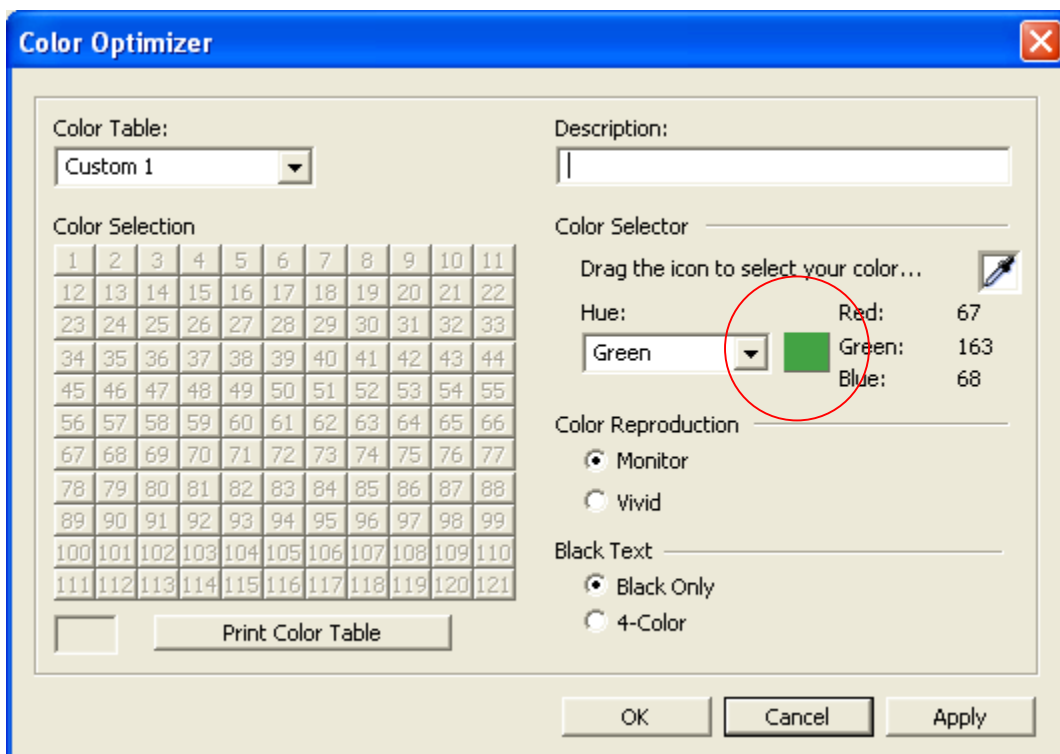 Color Optimizer
Color Table:
Custom 1
Description:
Color Selection
1 2 3 4 5 6 7 8 9 10 11
12 13 14 15 16 17 18 19 20 21 22
23 24 25 26 27 28 29 30 31 32 33
34 35 36 37 38 39 40 41 42 43 44
45 46 47 48 49 50 51 52 53 54 55
56 57 58 59 60 61 62 63 64 65 66
67 68 69 70 71 72 73 74 75 76 77
78 79 80 81 82 83 84 85 86 87 88
89 90 91 92 93 94 95 96 97 98 99
100 101 102 103 104 105 106 107 108 109 110
111 112 113 114 115 116 117 118 119 120 121
Print Color Table
Color Selector
Drag the icon to select your color...
Hue:
Green
Red: 67
Green: 163
Blue: 68
Color Reproduction
Monitor
Vivid
Black Text
Black Only
4-Color
OK Cancel Apply